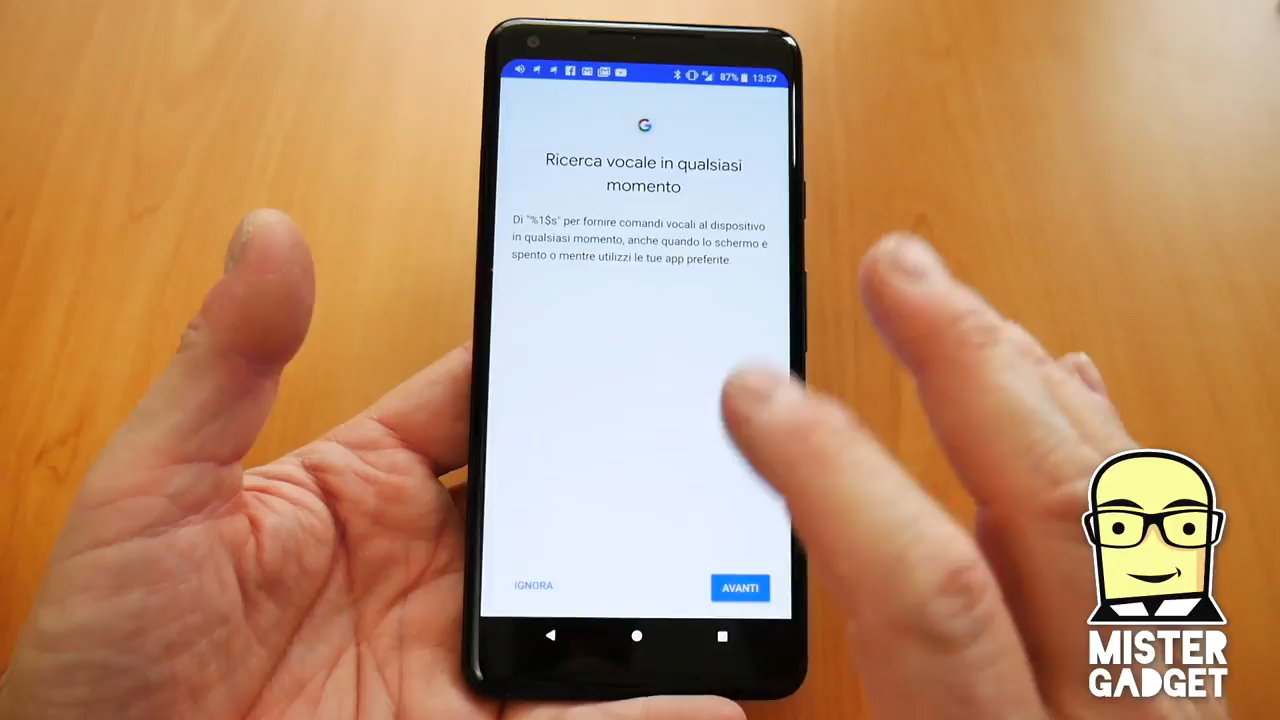 87% 13:57
Ricerca vocale in qualsiasi
momento
Di "%1$s" per fornire comandi vocali al dispositivo
in qualsiasi momento, anche quando lo schermo è
spento o mentre utilizzi le tue app preferite.
IGNORA
AVANTI
MISTER
GADGET